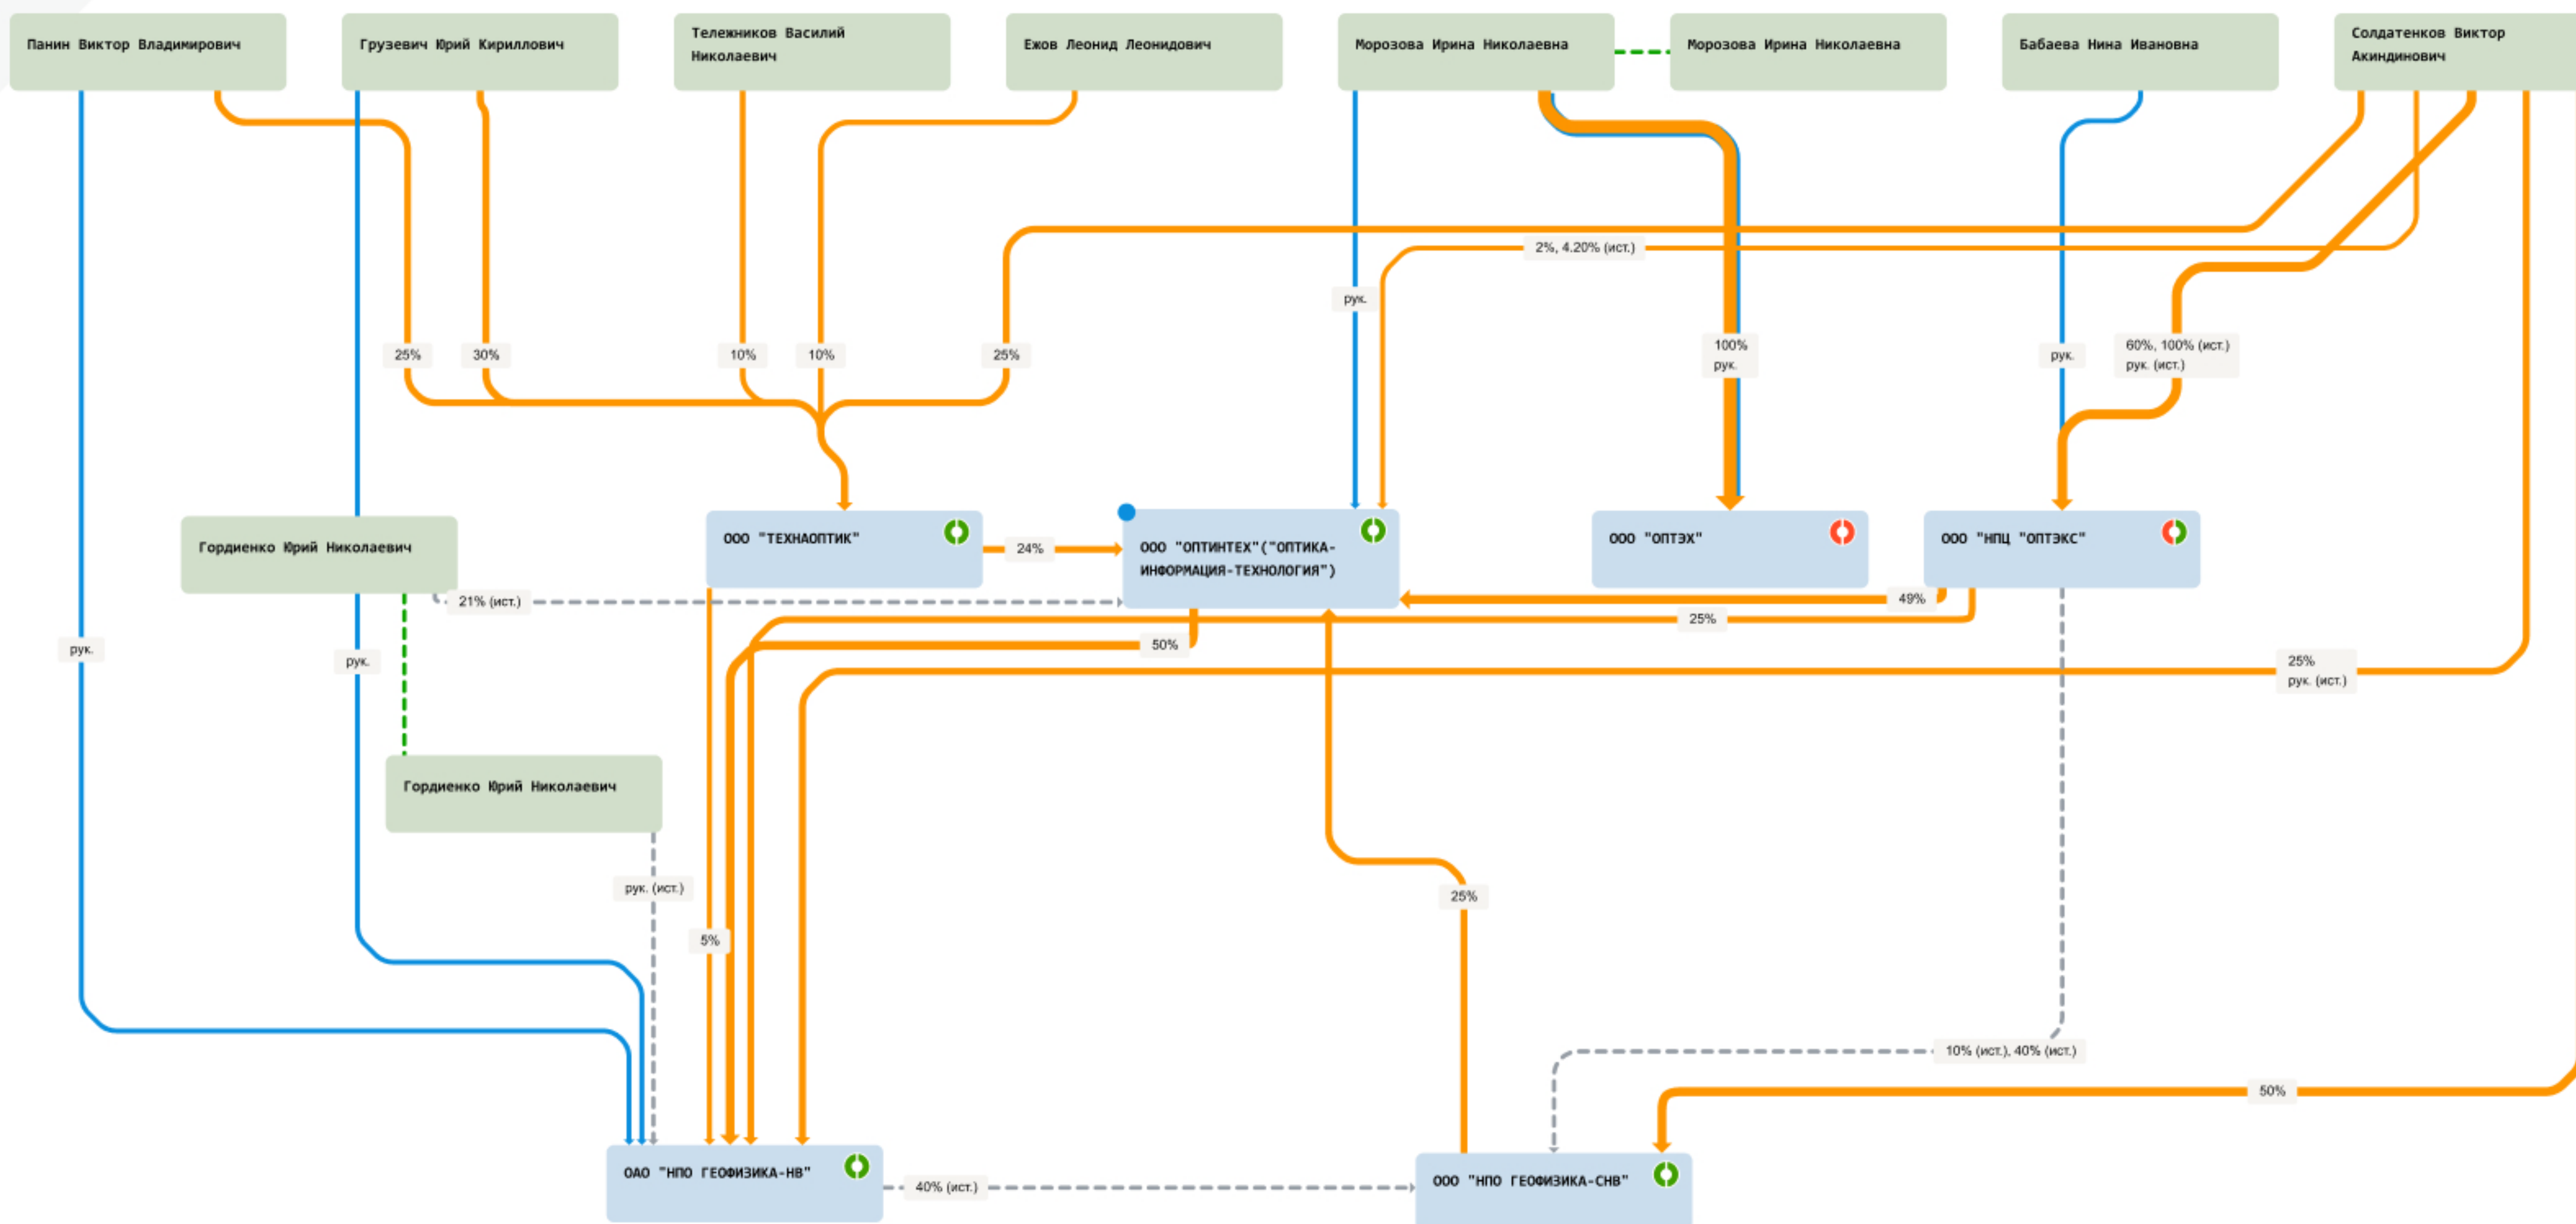 Панин Виктор Владимирович
Грузевич Юрий Кириллович
Тележников Василий
Николаевич
Ежов Леонид Леонидович
Морозова Ирина Николаевна
Морозова Ирина Николаевна
Бабаева Нина Ивановна
Солдатенков Виктор
Акиндинович
2%, 4.20% (ист.)
рук.
25%
30%
10%
10%
25%
100%
рук.
рук.
60%, 100% (ист.)
рук. (ист.)
Гордиенко Юрий Николаевич
ООО "ТЕХНАОПТИК"
24%
ООО "ОПТИНТЕХ"("ОПТИКА-
ИНФОРМАЦИЯ-ТЕХНОЛОГИЯ")
ООО "ОПТЭХ"
ООО "НПЦ "ОПТЭКС"
21% (ист.)
49%
25%
рук.
рук.
50%
25%
рук. (ист.)
Гордиенко Юрий Николаевич
рук. (ист.)
25%
5%
10% (ист.), 40% (ист.)
50%
ОАО "НПО ГЕОФИЗИКА-НВ"
40% (ист.)
ООО "НПО ГЕОФИЗИКА-СНВ"